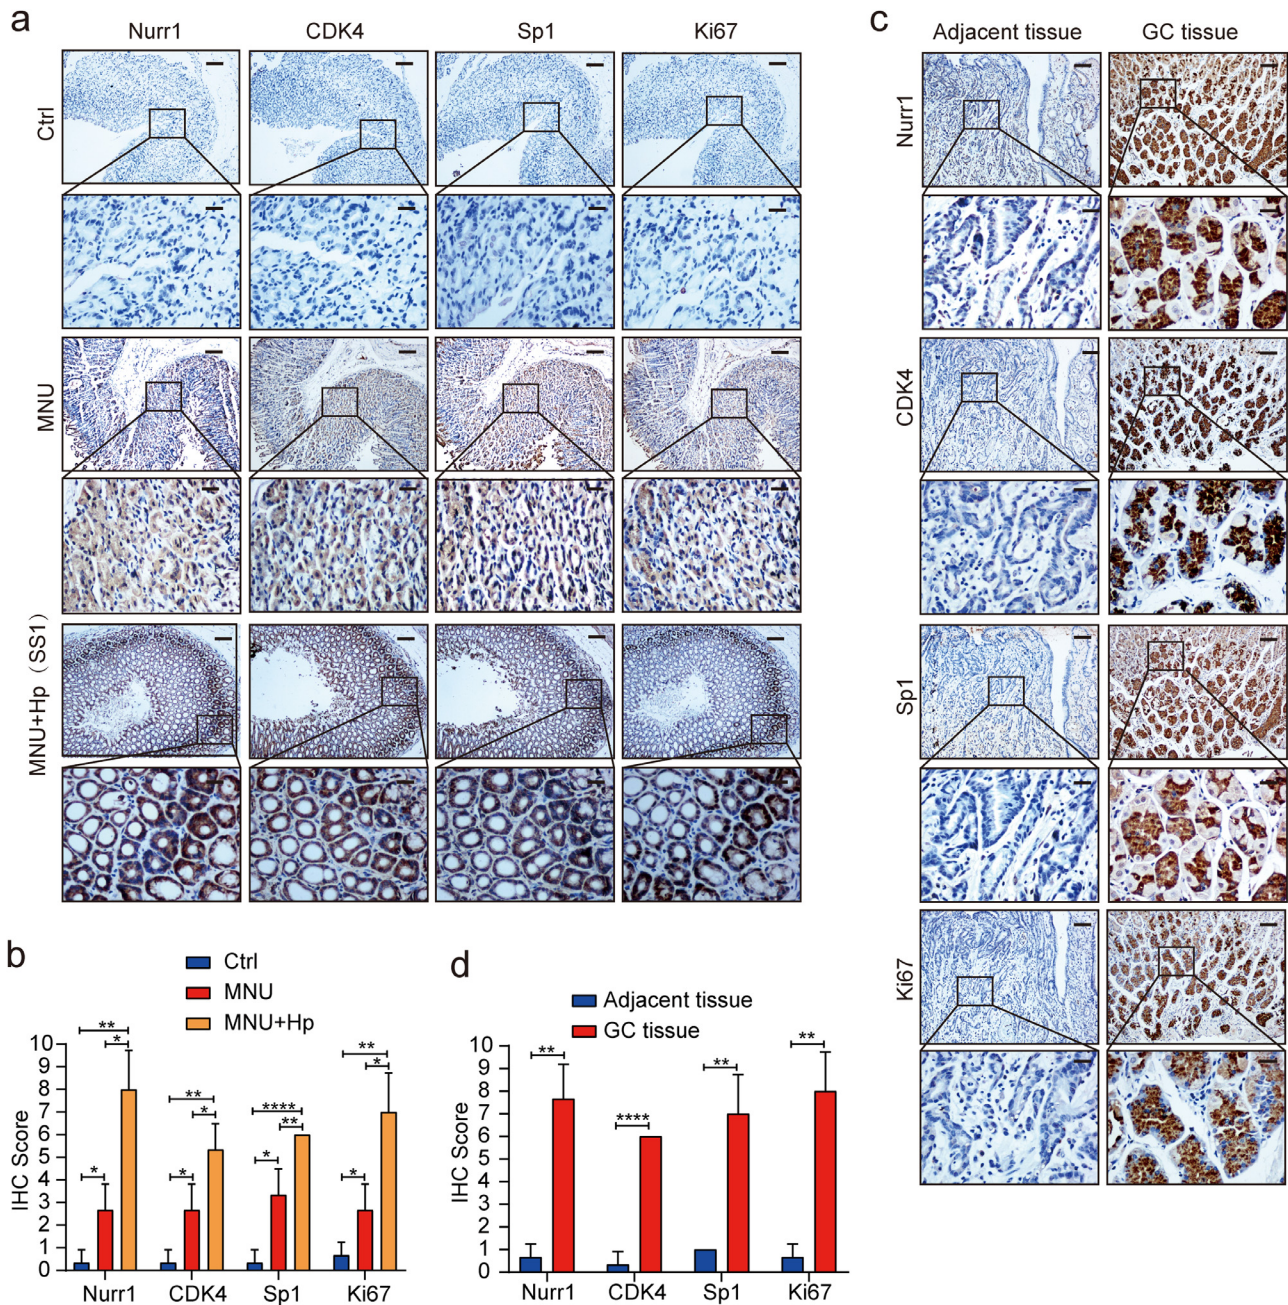 a
Nurr1 CDK4 Sp1 Ki67
Ctrl
MNU
MNU+Hp (SS1)
c
Adjacent tissue GC tissue
Nurr1
CDK4
Sp1
Ki67
b
Ctrl
MNU
MNU+Hp
IHC Score
10
9
8
7
6
5
4
3
2
1
0
** * *
** * *
**** ** *
** * *
Nurr1 CDK4 Sp1 Ki67
d
Adjacent tissue
GC tissue
IHC Score
10
9
8
7
6
5
4
3
2
1
0
** **** ** **
Nurr1 CDK4 Sp1 Ki67